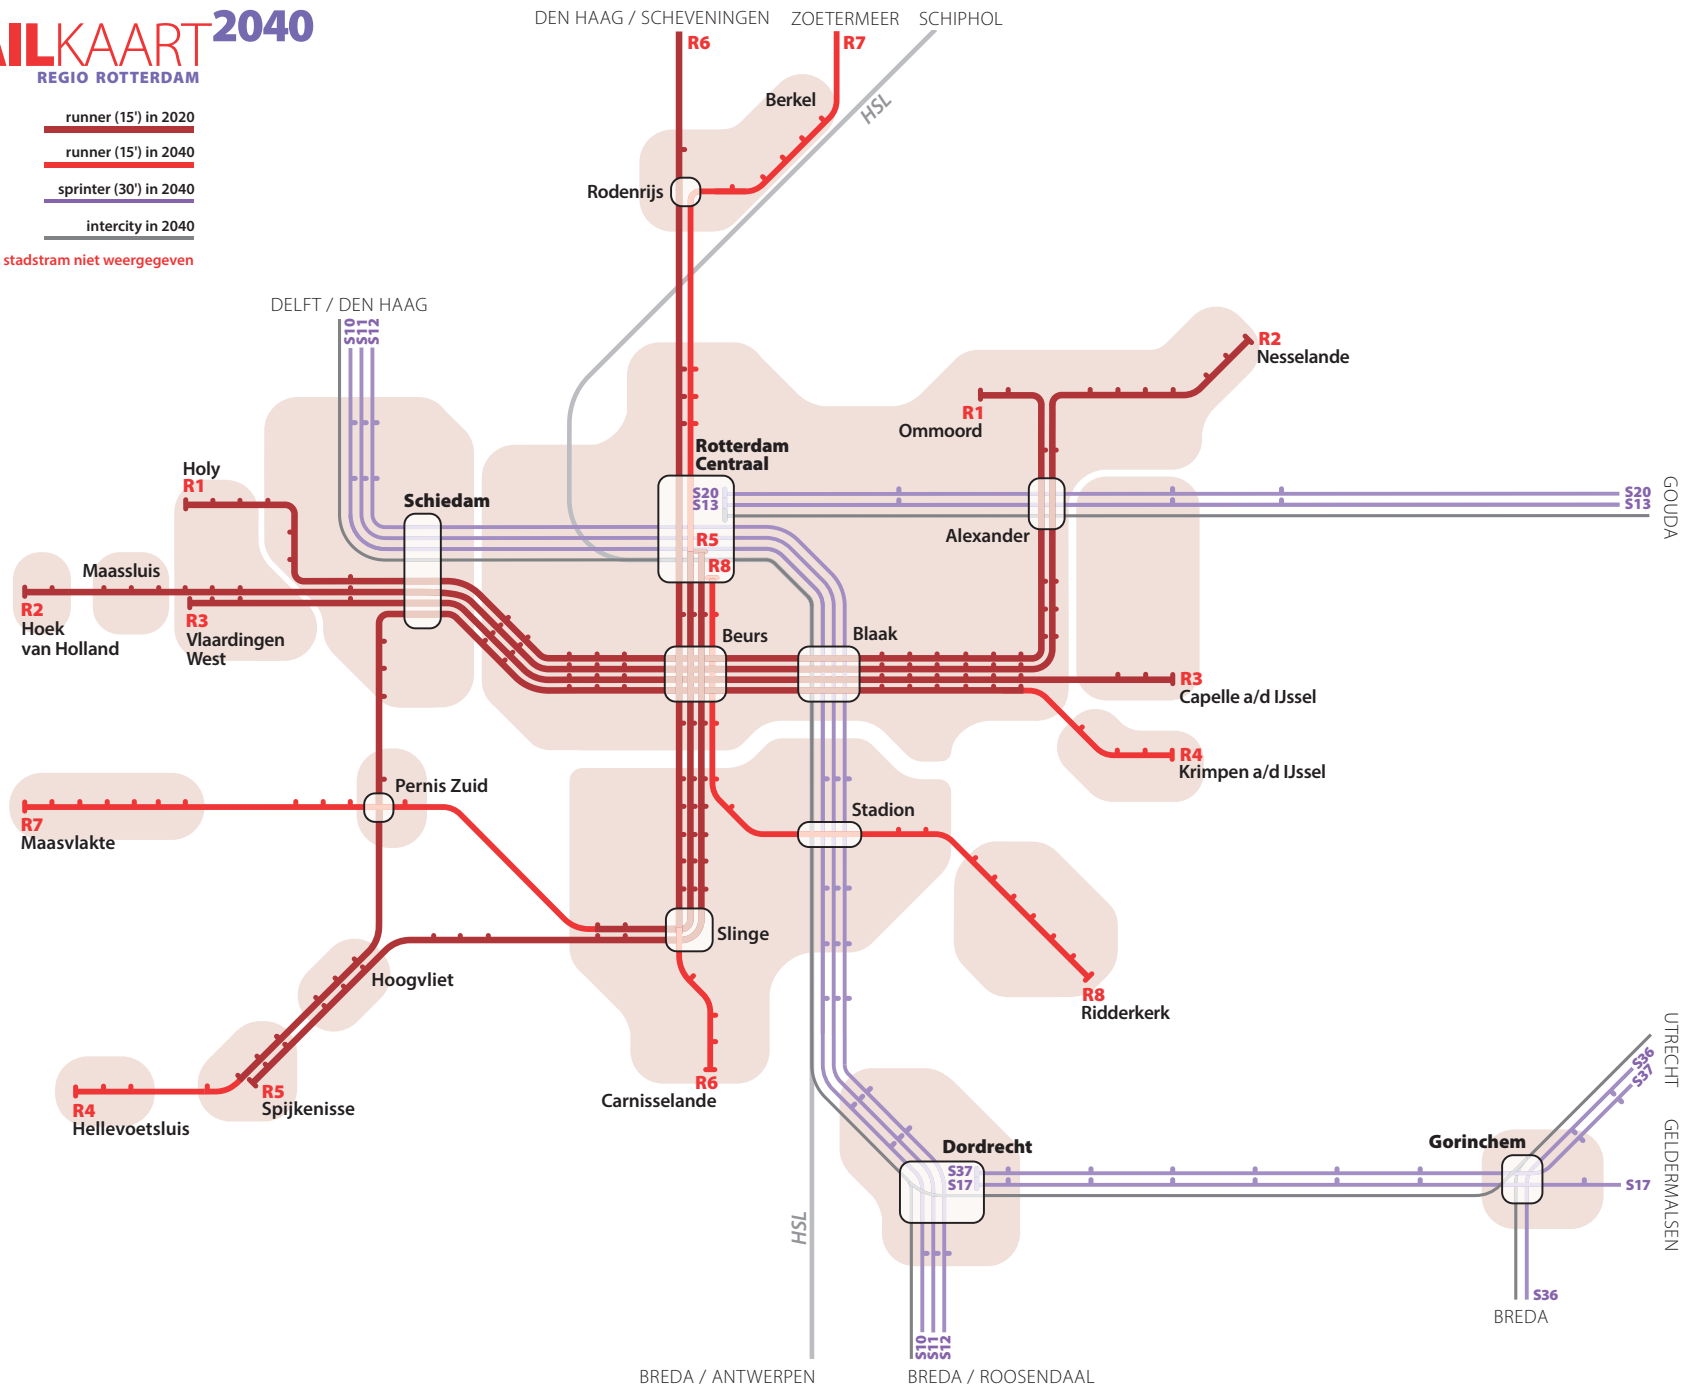 AILKAART 2040
REGIO ROTTERDAM
runner (15') in 2020
runner (15') in 2040
sprinter (30') in 2040
intercity in 2040
stadstram niet weergegeven
DEN HAAG / SCHEVENINGEN
ZOETERMEER
SCHIPHOL
R6
R7
HSL
Berkel
Rodenrijs
DELFT / DEN HAAG
S10
S11
S12
R2
Nesselande
R1
Ommoord
Rotterdam
Centraal
S20
S13
R5
R8
Holy
R1
Schiedam
Alexander
S20
S13
GOUDA
Maassluis
R2
Hoek
van Holland
R3
Vlaardingen
West
Beurs
Blaak
R3
Capelle a/d IJssel
R4
Krimpen a/d IJssel
Pernis Zuid
R7
Maasvlakte
Stadion
Slinge
Hoogvliet
R8
Ridderkerk
R6
Carnisselande
R5
Spijkenisse
R4
Hellevoetsluis
UTRECHT
S36
S37
GELDERMALSEN
Dordrecht
S37
S17
Gorinchem
S17
HSL
S36
BREDA
S10
S11
S12
BREDA / ANTWERPEN
BREDA / ROOSENDAAL